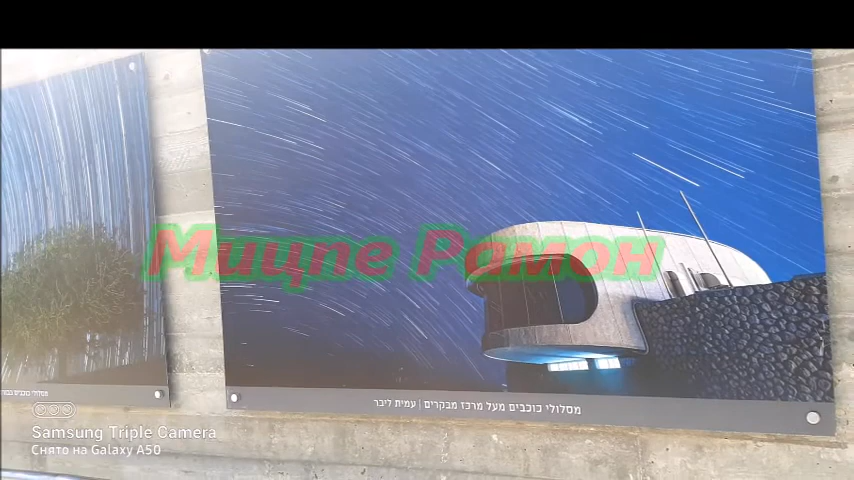 Мицпе Рамон
מסלולי כוכבים מעל מרכז מבקרים | עמית ליבר
Samsung Triple Camera
Снято на Galaxy A50